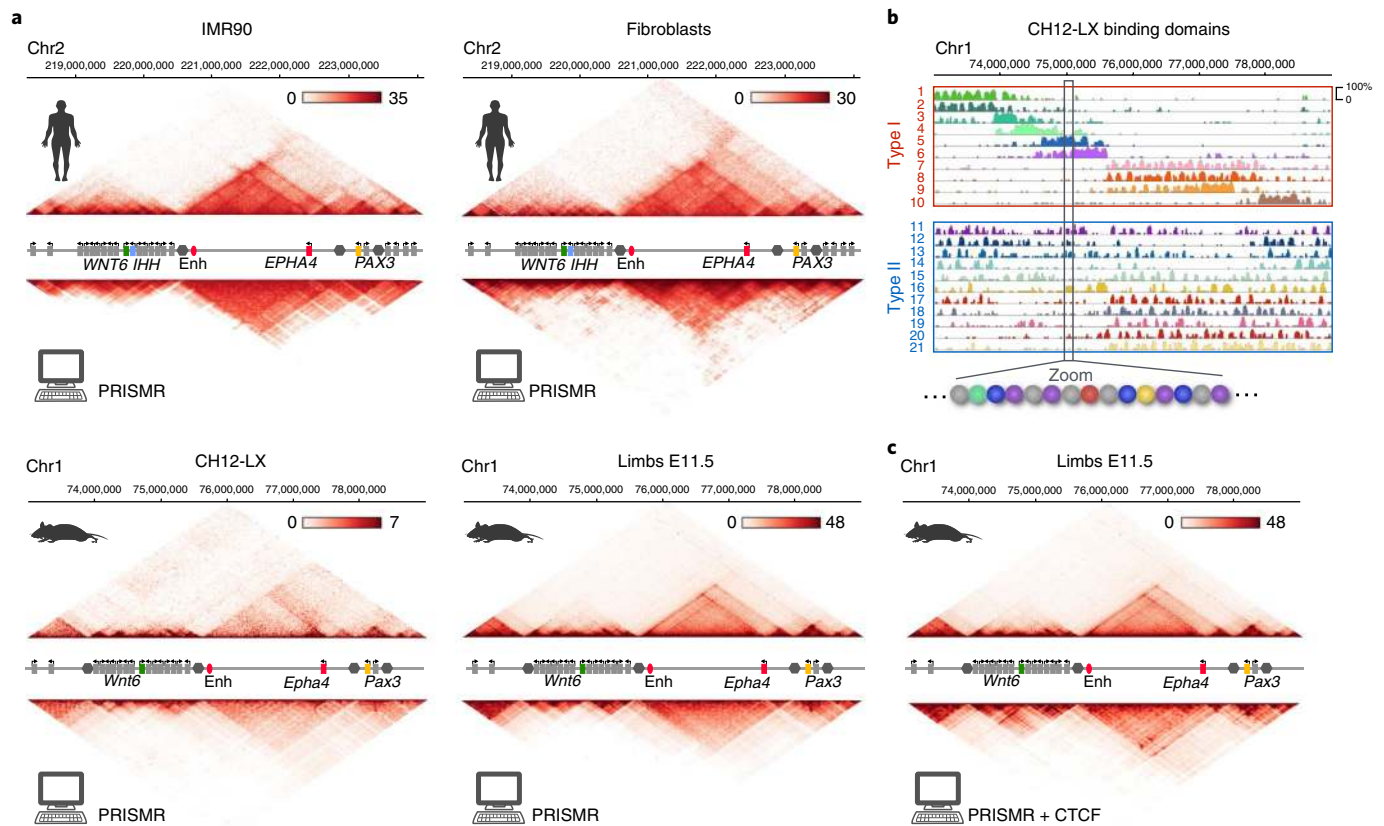 a
IMR90
Chr2
219,000,000 220,000,000 221,000,000 222,000,000 223,000,000
0 35
WNT6 IHH Enh EPHA4 PAX3
PRISMR
Fibroblasts
Chr2
219,000,000 220,000,000 221,000,000 222,000,000 223,000,000
0 30
WNT6 IHH Enh EPHA4 PAX3
PRISMR
b
CH12-LX binding domains
Chr1
74,000,000 75,000,000 76,000,000 77,000,000 78,000,000
100%
0
Type I
1
2
3
4
5
6
7
8
9
10
Type II
11
12
13
14
15
16
17
18
19
20
21
Zoom
... ...
CH12-LX
Chr1
74,000,000 75,000,000 76,000,000 77,000,000 78,000,000
0 7
Wnt6 Enh Epha4 Pax3
PRISMR
Limbs E11.5
Chr1
74,000,000 75,000,000 76,000,000 77,000,000 78,000,000
0 48
Wnt6 Enh Epha4 Pax3
PRISMR
c
Limbs E11.5
Chr1
74,000,000 75,000,000 76,000,000 77,000,000 78,000,000
0 48
Wnt6 Enh Epha4 Pax3
PRISMR + CTCF